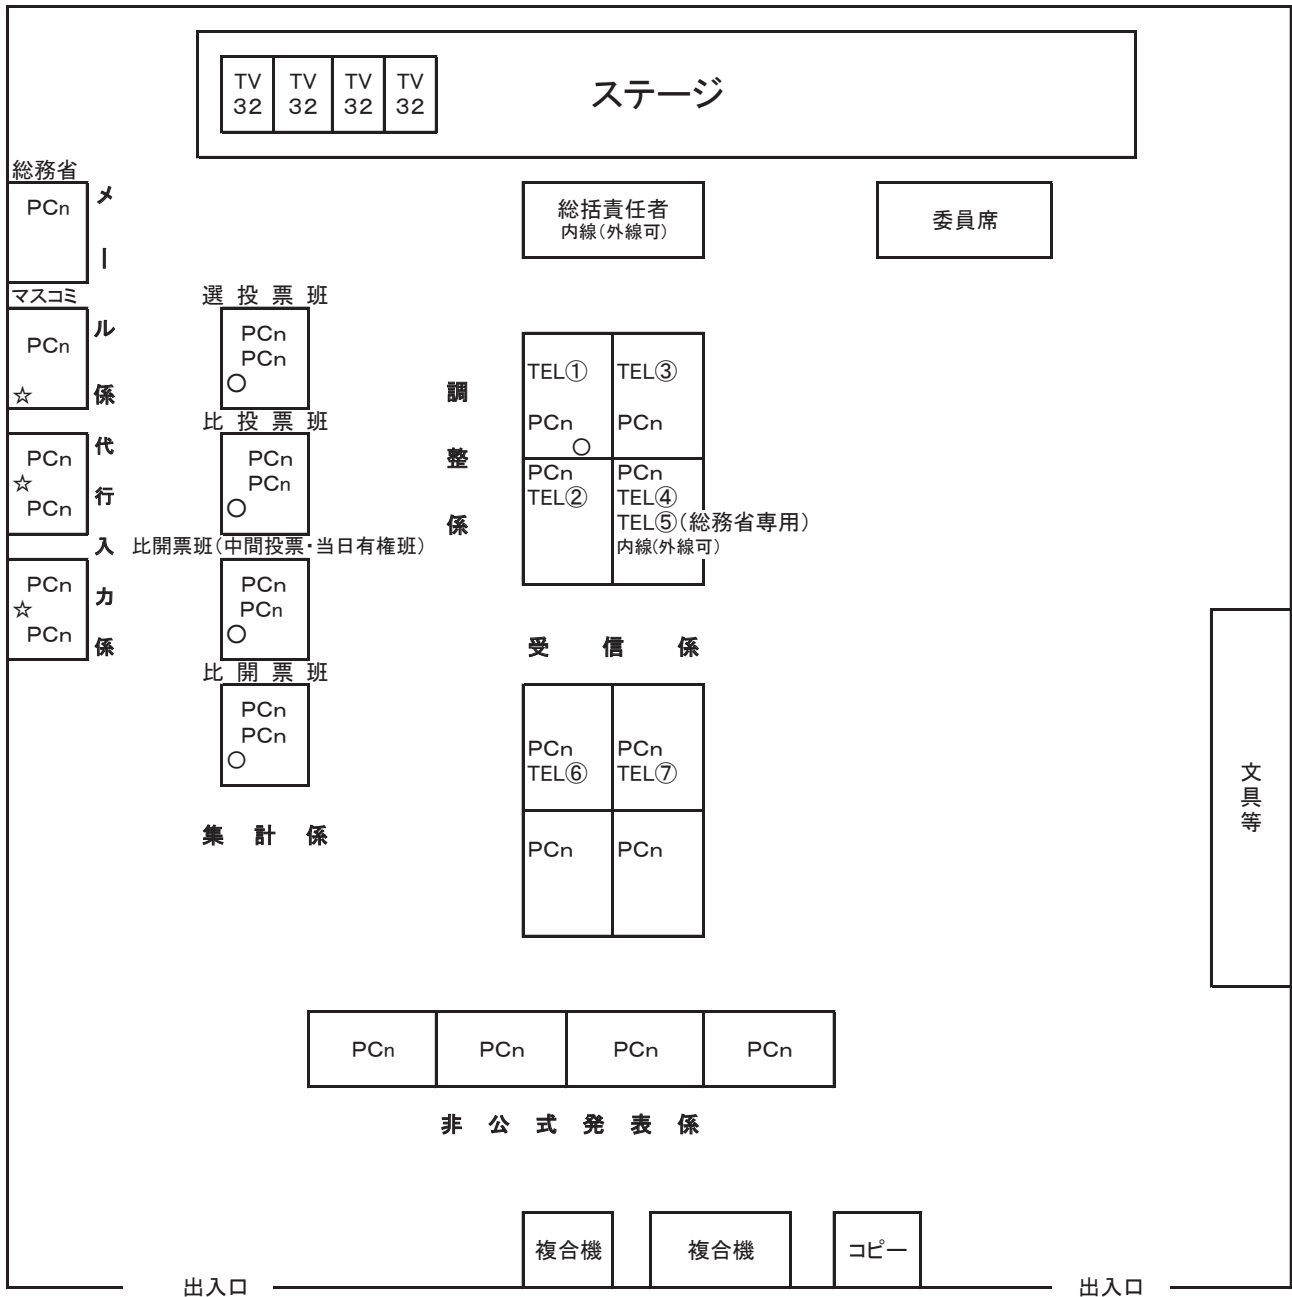 ステージ
TV TV TV TV
32 32 32 32
総務省
PCn
メール係
マスコミ
PCn
☆
代行入力係
PCn
☆
PCn
PCn
☆
PCn
総括責任者
内線(外線可)
委員席
選投票班
PCn
PCn
○
比投票班
PCn
PCn
○
比開票班(中間投票・当日有権班)
PCn
PCn
○
比開票班
PCn
PCn
○
集計係
調整係
TEL① TEL③
PCn PCn
○
PCn PCn
TEL② TEL④
TEL⑤(総務省専用)
内線(外線可)
受信係
PCn PCn
TEL⑥ TEL⑦
PCn PCn
文具等
PCn PCn PCn PCn
非公式発表係
複合機 複合機 コピー
出入口 出入口